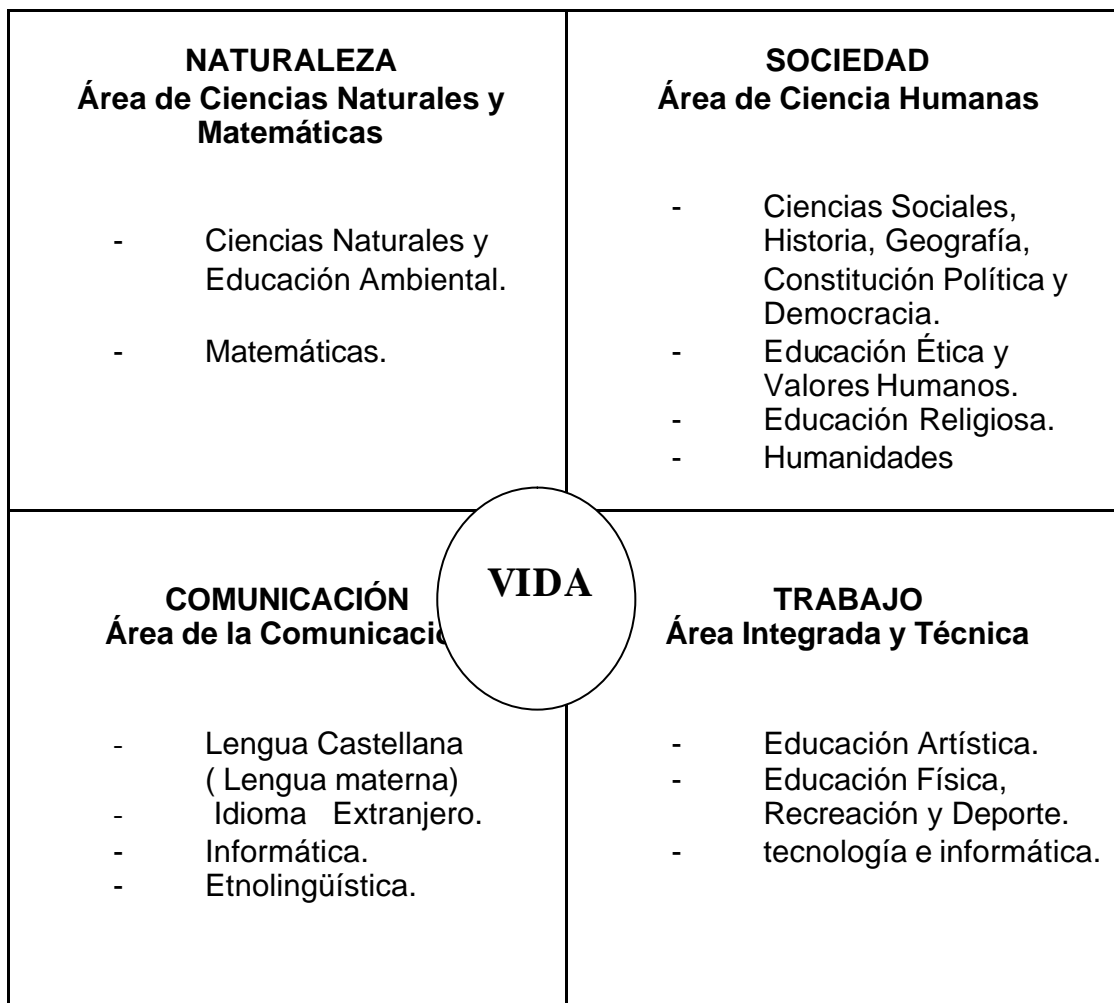 NATURALEZA
Área de Ciencias Naturales y
Matemáticas
- Ciencias Naturales y
Educación Ambiental.
- Matemáticas.
SOCIEDAD
Área de Ciencia Humanas
- Ciencias Sociales,
Historia, Geografía,
Constitución Política y
Democracia.
- Educación Ética y
Valores Humanos.
- Educación Religiosa.
- Humanidades
VIDA
COMUNICACIÓN
Área de la Comunicació
- Lengua Castellana
( Lengua materna)
- Idioma Extranjero.
- Informática.
- Etnolingüística.
TRABAJO
Área Integrada y Técnica
- Educación Artística.
- Educación Física,
Recreación y Deporte.
- tecnología e informática.